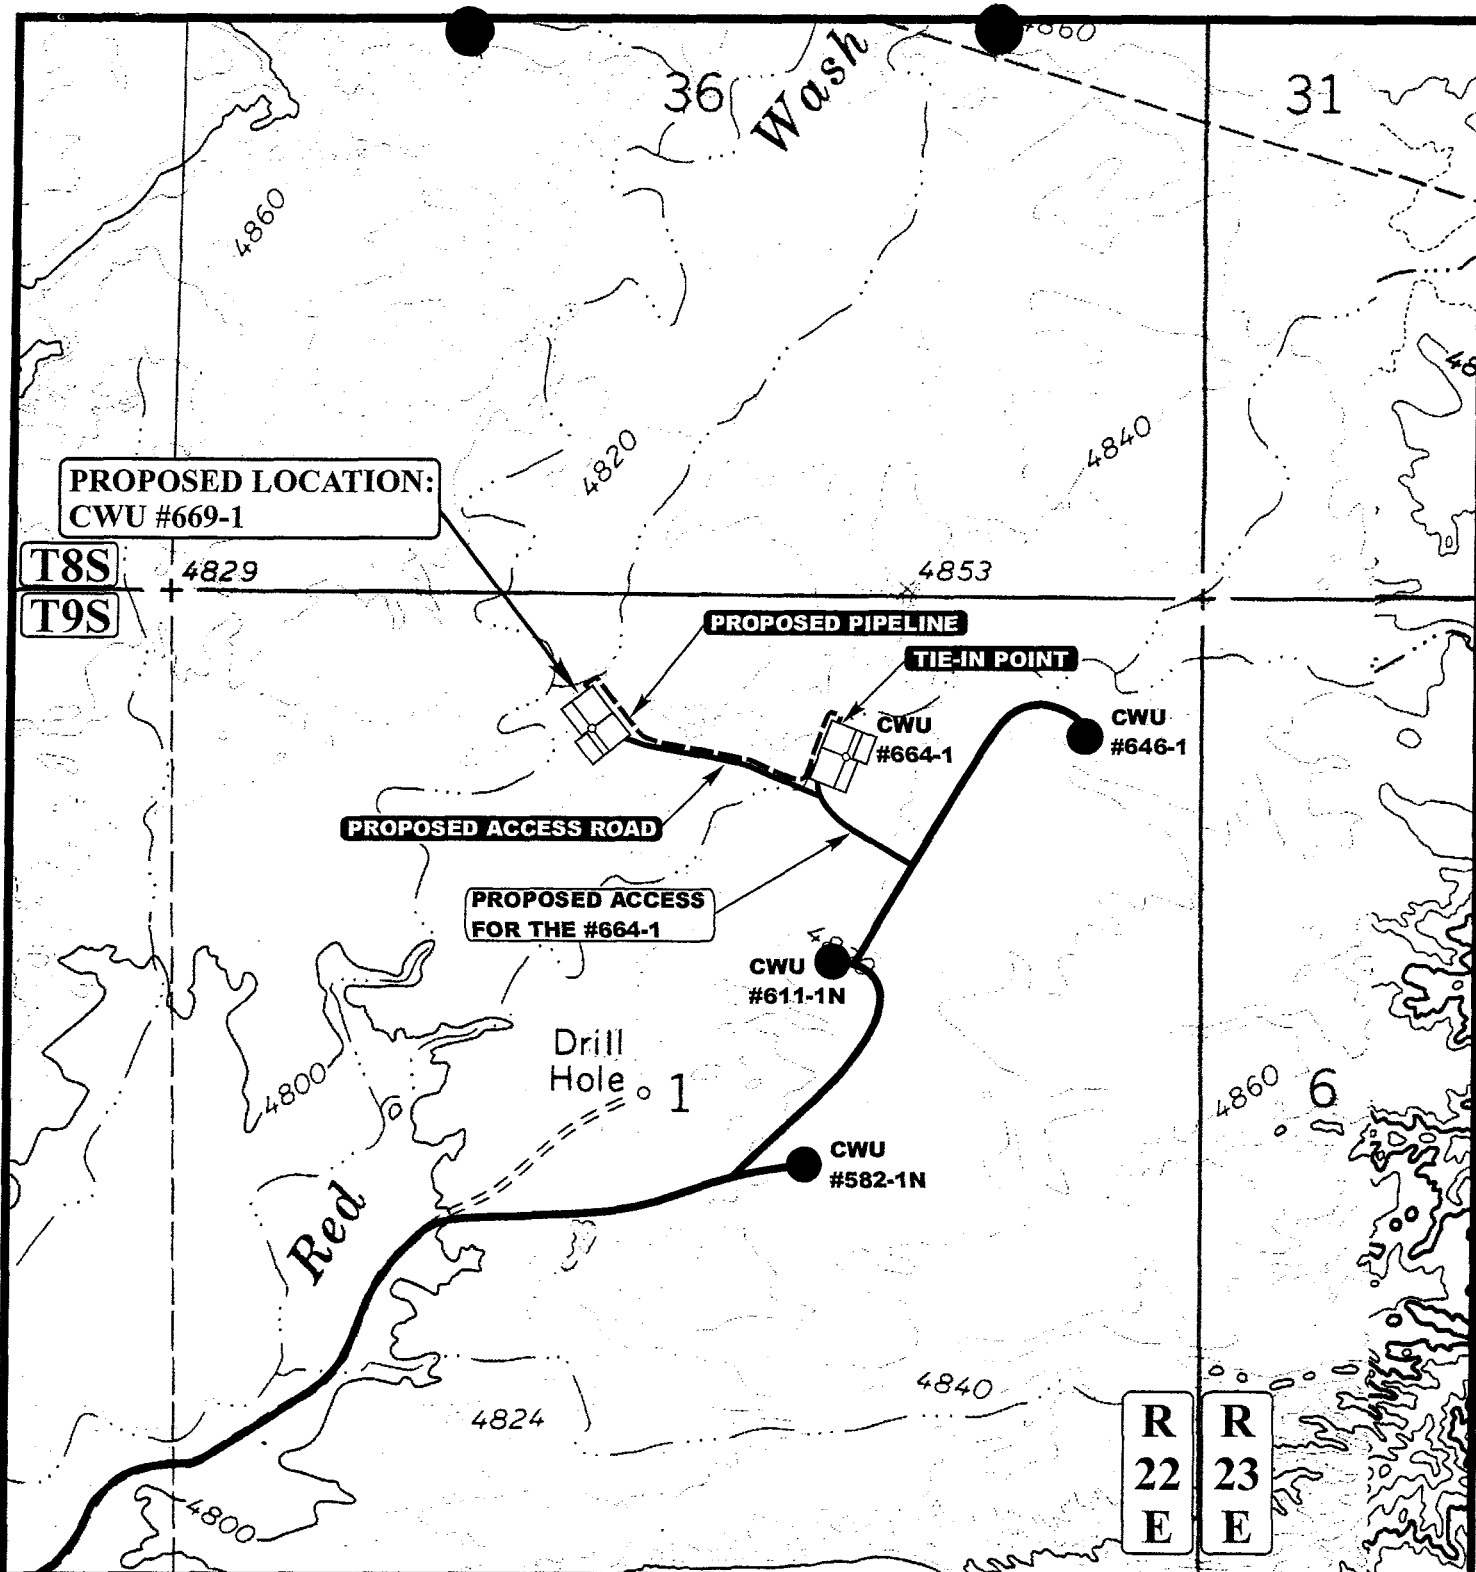 4860
36
Wash
31
4860
48
4820
4840
PROPOSED LOCATION:
CWU #669-1
T8S
4829
4853
T9S
PROPOSED PIPELINE
TIE-IN POINT
CWU
#664-1
CWU
#646-1
PROPOSED ACCESS ROAD
PROPOSED ACCESS
FOR THE #664-1
CWU
#611-1N
Drill
Hole
1
4800
4860
6
CWU
#582-1N
Red
4840
4824
4800
R
22
E
R
23
E